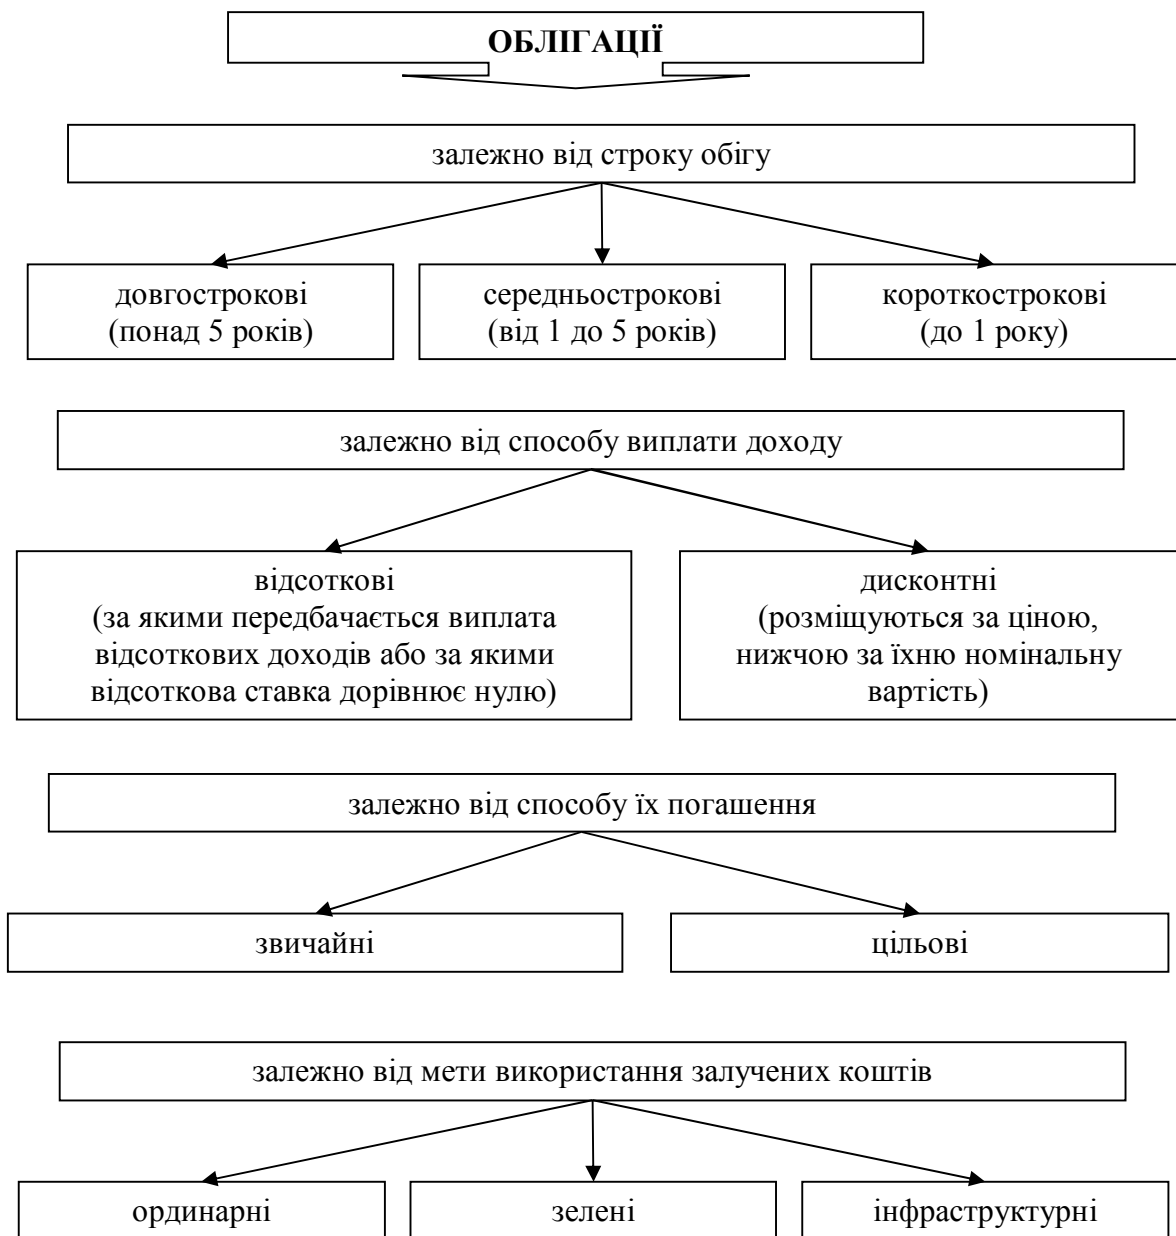 ОБЛІГАЦІЇ
залежно від строку обігу
довгострокові
(понад 5 років)
середньострокові
(від 1 до 5 років)
короткострокові
(до 1 року)
залежно від способу виплати доходу
відсоткові
(за якими передбачається виплата
відсоткових доходів або за якими
відсоткова ставка дорівнює нулю)
дисконтні
(розміщуються за ціною,
нижчою за їхню номінальну
вартість)
залежно від способу їх погашення
звичайні
цільові
залежно від мети використання залучених коштів
ординарні
зелені
інфраструктурні